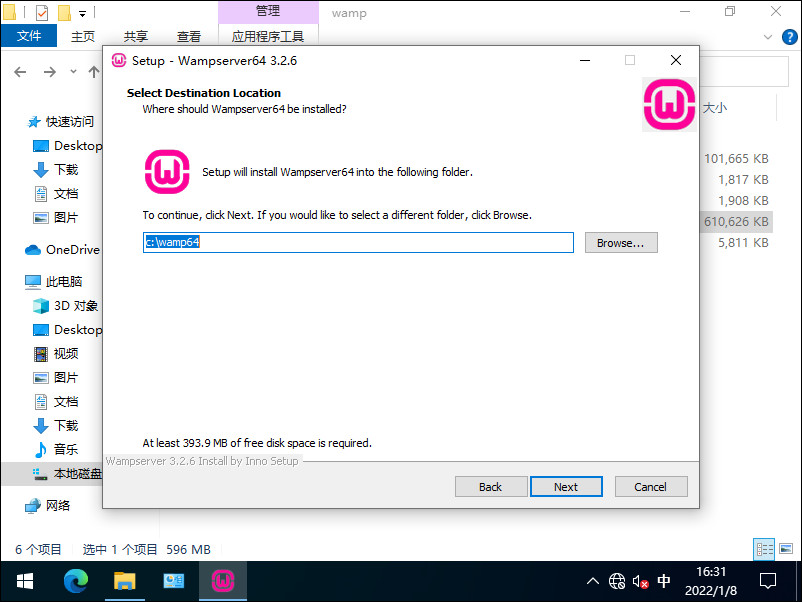 管理
wamp
文件
主页
共享
查看
应用程序工具
Setup - Wampserver64 3.2.6
Select Destination Location
Where should Wampserver64 be installed?
大小
快速访问
Desktop
下载
文档
图片
OneDrive
此电脑
3D 对象
Desktop
视频
图片
文档
下载
音乐
本地磁盘
网络
Setup will install Wampserver64 into the following folder.
To continue, click Next. If you would like to select a different folder, click Browse.
c:\wamp64
Browse...
101,665 KB
1,817 KB
1,908 KB
610,626 KB
5,811 KB
At least 393.9 MB of free disk space is required.
Wampserver 3.2.6 Install by Inno Setup
Back
Next
Cancel
6 个项目
选中 1 个项目 596 MB
中
16:31
2022/1/8